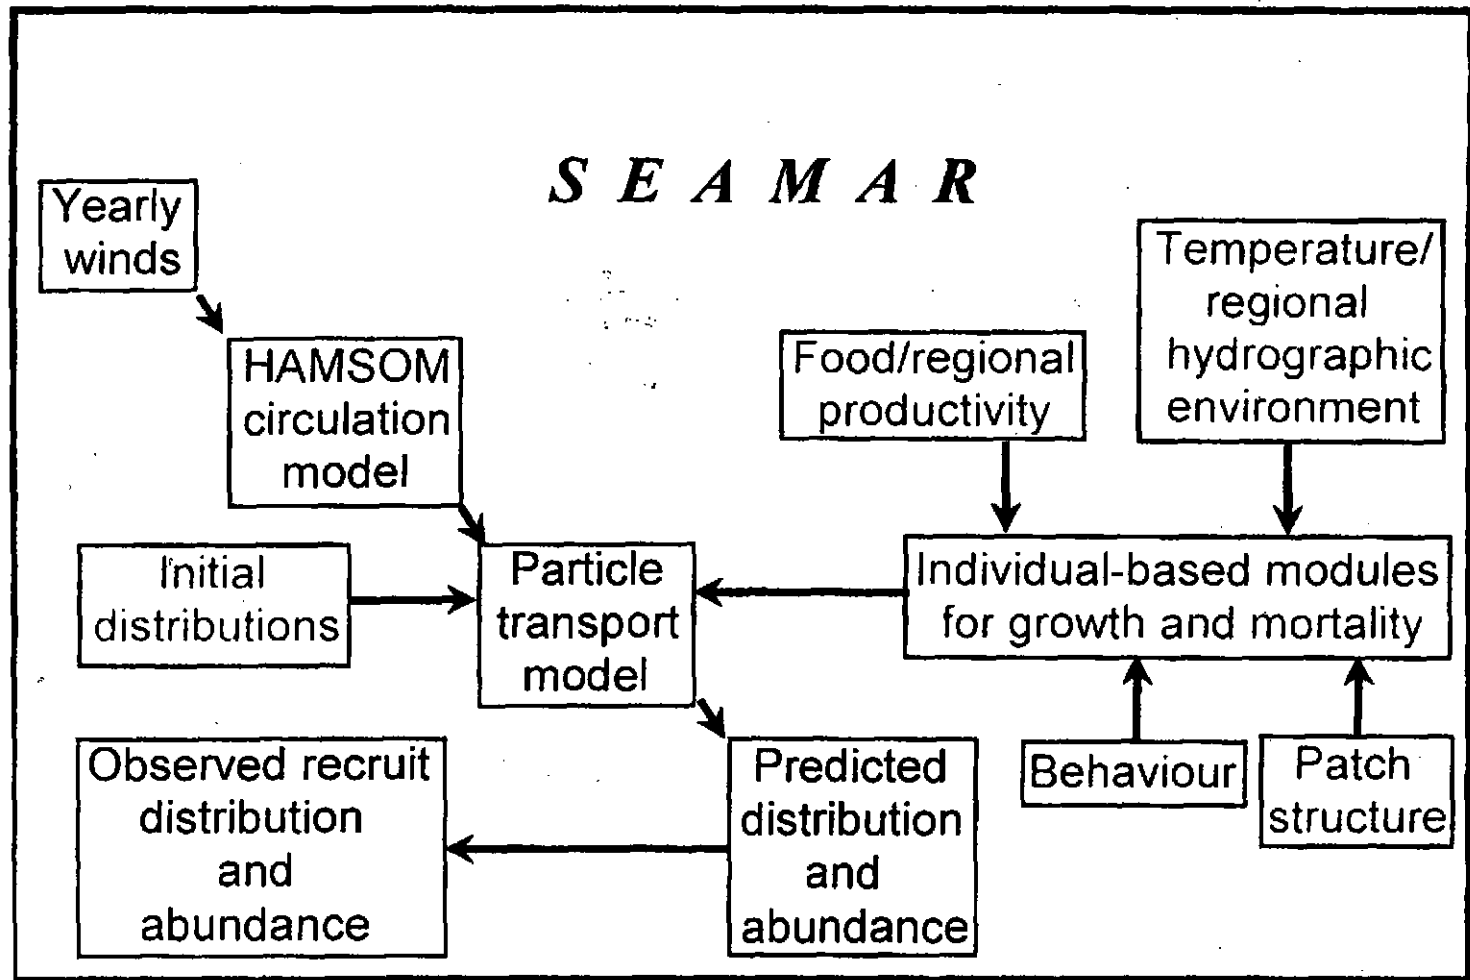 S E A M A R
Yearly
winds
HAMSOM
circulation
model
Food/regional
productivity
Temperature/
regional
hydrographic
environment
Initial
distributions
Particle
transport
model
Individual-based modules
for growth and mortality
Observed recruit
distribution
and
abundance
Predicted
distribution
and
abundance
Behaviour
Patch
structure